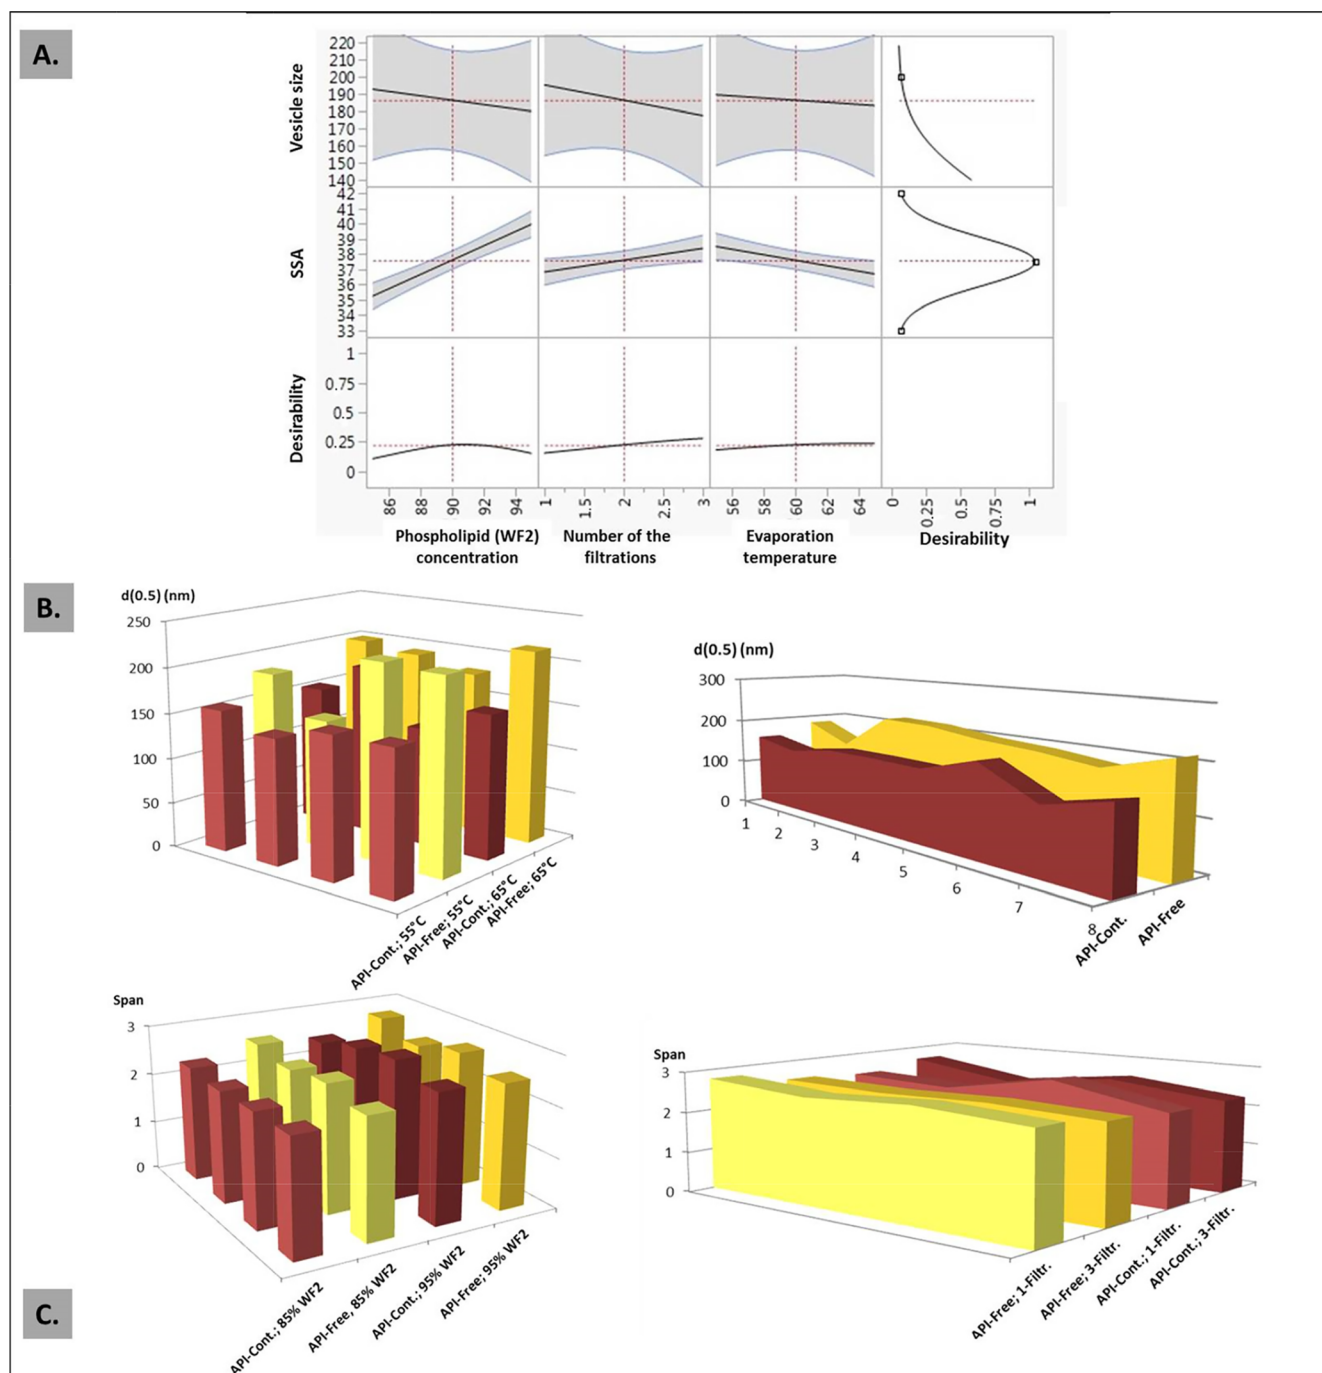 A.
Vesicle size
220
210
200
190
180
170
160
150
140
SSA
42
41
40
39
38
37
36
35
34
33
Desirability
1
0.75
0.5
0.25
0
86 88 90 92 94
1 1.5 2 2.5 3
56 58 60 62 64
0 0.25 0.5 0.75 1
Phospholipid (WF2)
concentration
Number of the
filtrations
Evaporation
temperature
Desirability
B.
d(0.5) (nm)
250
200
150
100
50
0
API-Cont.; 55°C
API-Free; 55°C
API-Cont.; 65°C
API-Free; 65°C
d(0.5) (nm)
300
200
100
0
1
2
3
4
5
6
7
8
API-Cont.
API-Free
Span
3
2
1
0
API-Cont.; 85% WF2
API-Free, 85% WF2
API-Cont.; 95% WF2
API-Free; 95% WF2
Span
3
2
1
0
API-Free; 1-Filtr.
API-Free; 3-Filtr.
API-Cont.; 1-Filtr.
API-Cont.; 3-Filtr.
C.